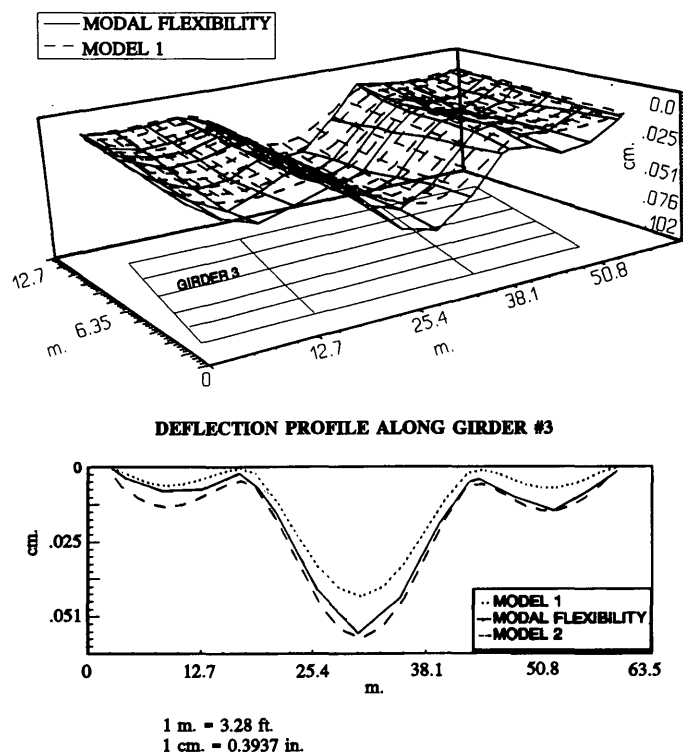 MODAL FLEXIBILITY
MODEL 1
0.0
.025
.051
.076
.102
cm.
12.7
6.35
0
m.
GIRDER 3
12.7
25.4
38.1
50.8
m.
DEFLECTION PROFILE ALONG GIRDER #3
0
.025
.051
cm.
MODEL 1
MODAL FLEXIBILITY
MODEL 2
0 12.7 25.4 38.1 50.8 63.5
m.
1 m. = 3.28 ft.
1 cm. = 0.3937 in.